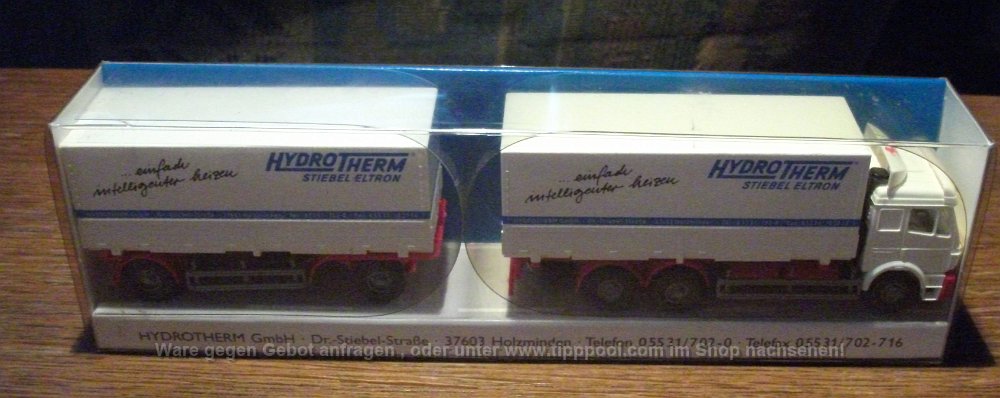 ...einfach
intelligenter heizen
HYDROTHERM
STIEBEL ELTRON
...einfach
intelligenter heizen
HYDROTHERM
STIEBEL ELTRON
HYDROTHERM GmbH · Dr.-Stiebel-Straße · 37603 Holzminden · Telefon 05531/702-0 · Telefax 05531/702-716
Ware gegen Gebot anfragen , oder unter www.tipppool.com im Shop nachsehen!